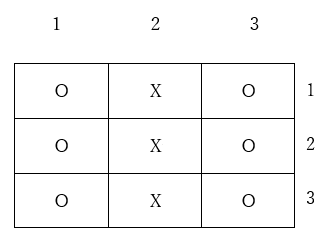 1 2 3
O X O 1
O X O 2
O X O 3